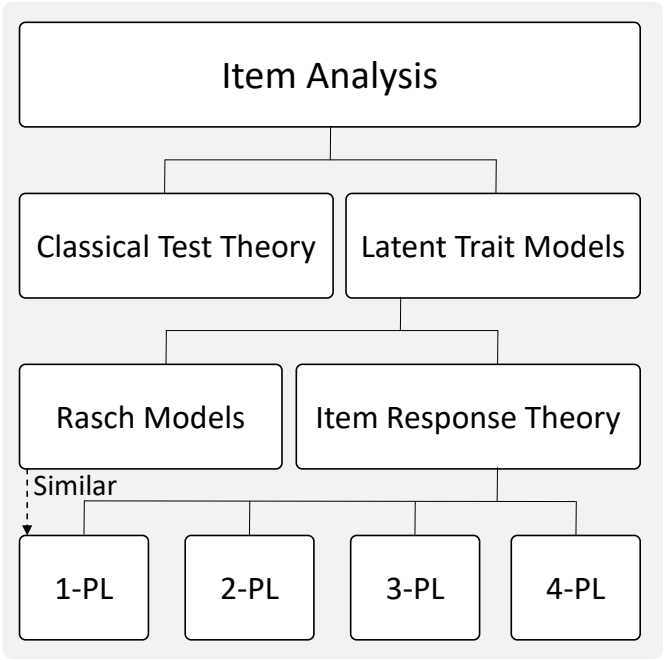 Item Analysis
Classical Test Theory
Latent Trait Models
Rasch Models
Item Response Theory
Similar
1-PL
2-PL
3-PL
4-PL